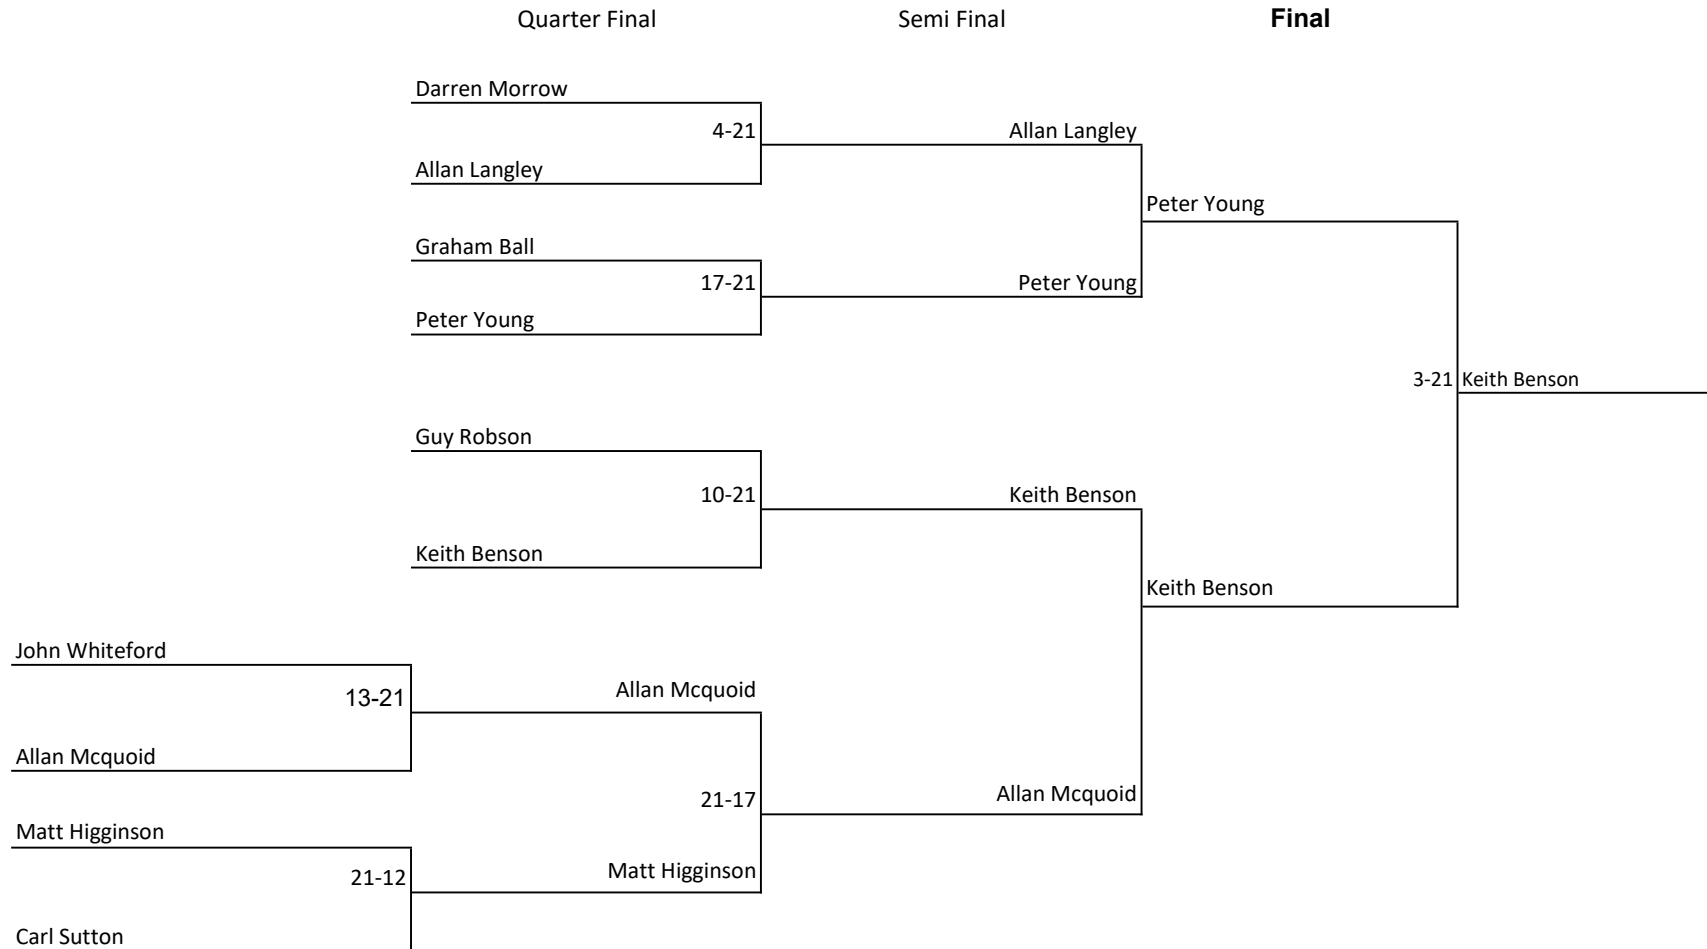 Quarter Final
Semi Final
Final
Darren Morrow
4-21
Allan Langley
Allan Langley
Peter Young
Graham Ball
17-21
Peter Young
Peter Young
3-21
Keith Benson
Guy Robson
10-21
Keith Benson
Keith Benson
Keith Benson
John Whiteford
13-21
Allan Mcquoid
Allan Mcquoid
21-17
Allan Mcquoid
Matt Higginson
21-12
Matt Higginson
Carl Sutton